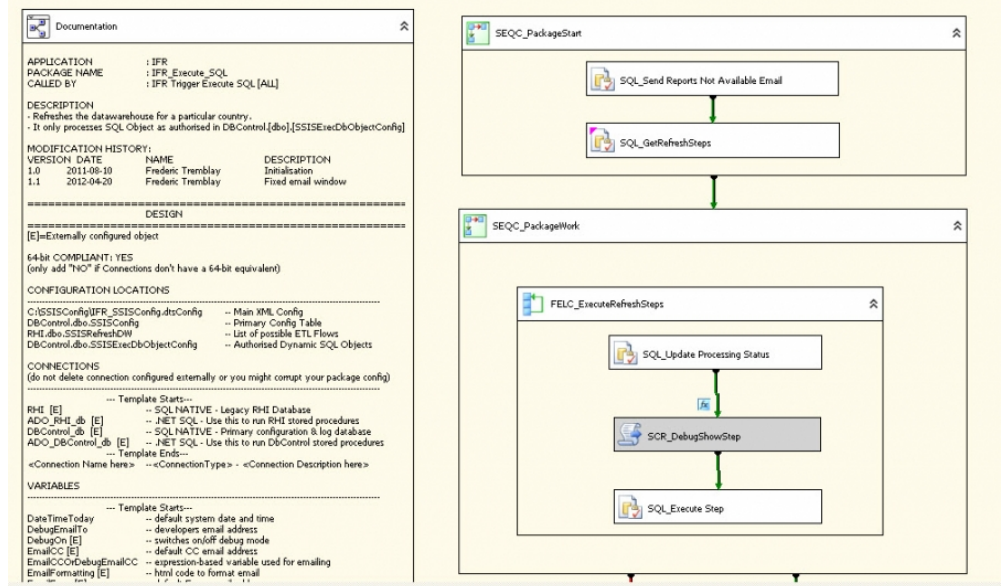 Documentation
APPLICATION : IFR
PACKAGE NAME : IFR_Execute_SQL
CALLED BY : IFR Trigger Execute SQL [ALL]
DESCRIPTION
- Refreshes the datawarehouse for a particular country.
- It only processes SQL Object as authorised in DBControl.[dbo].[SSISExecDbObjectConfig]
MODIFICATION HISTORY:
VERSION DATE NAME DESCRIPTION
1.0 2011-08-10 Frederic Tremblay Initialisation
1.1 2012-04-20 Frederic Tremblay Fixed email window
=======================================================
DESIGN
=======================================================
[E]=Externally configured object
64-bit COMPLIANT: YES
(only add "NO" if Connections don't have a 64-bit equivalent)
CONFIGURATION LOCATIONS
C:\SSISConfig\IFR_SSISConfig.dtsConfig -- Main XML Config
DBControl.dbo.SSISConfig -- Primary Config Table
RHI.dbo.SSISRefreshDW -- List of possible ETL Flows
DBControl.dbo.SSISExecDbObjectConfig -- Authorised Dynamic SQL Objects
CONNECTIONS
(do not delete connection configured externally or you might corrupt your package config)
--- Template Starts---
RHI [E] -- SQL NATIVE - Legacy RHI Database
ADO_RHI_db [E] -- .NET SQL - Use this to run RHI stored procedures
DBControl_db [E] -- SQL NATIVE - Primary configuration & log database
ADO_DBControl_db [E] -- .NET SQL - Use this to run DbControl stored procedures
--- Template Ends---
<Connection Name here> --<ConnectionType> - <Connection Description here>
VARIABLES
--- Template Starts---
DateTimeToday -- default system date and time
DebugEmailTo -- developers email address
DebugOn [E] -- switches on/off debug mode
EmailCC [E] -- default CC email address
EmailCCOrDebugEmailCC -- expression-based variable used for emailing
EmailFormatting [E] -- html code to format email
SEQC_PackageStart
SQL_Send Reports Not Available Email
SQL_GetRefreshSteps
SEQC_PackageWork
FELC_ExecuteRefreshSteps
SQL_Update Processing Status
fx
SCR_DebugShowStep
SQL_Execute Step